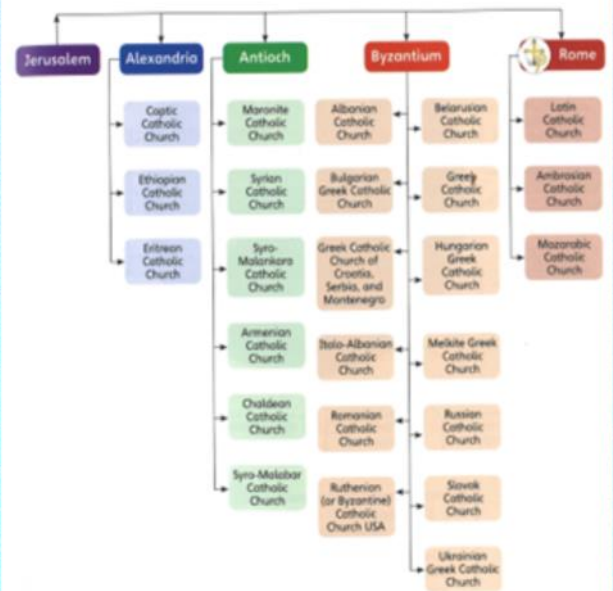 Jerusalem
Alexandria
Antioch
Byzantium
Rome
Coptic
Catholic
Church
Ethiopian
Catholic
Church
Eritrean
Catholic
Church
Maronite
Catholic
Church
Syrian
Catholic
Church
Syro-
Malankara
Catholic
Church
Armenian
Catholic
Church
Chaldean
Catholic
Church
Syro-Malabar
Catholic
Church
Albanian
Catholic
Church
Bulgarian
Greek Catholic
Church
Greek Catholic
Church of
Croatia,
Serbia, and
Montenegro
Italo-Albanian
Catholic
Church
Romanian
Catholic
Church
Ruthenian
(or Byzantine)
Catholic
Church USA
Belarusian
Catholic
Church
Greek
Catholic
Church
Hungarian
Greek
Catholic
Church
Melkite Greek
Catholic
Church
Russian
Catholic
Church
Slovak
Catholic
Church
Ukrainian
Greek Catholic
Church
Latin
Catholic
Church
Ambrosian
Catholic
Church
Mozarabic
Catholic
Church